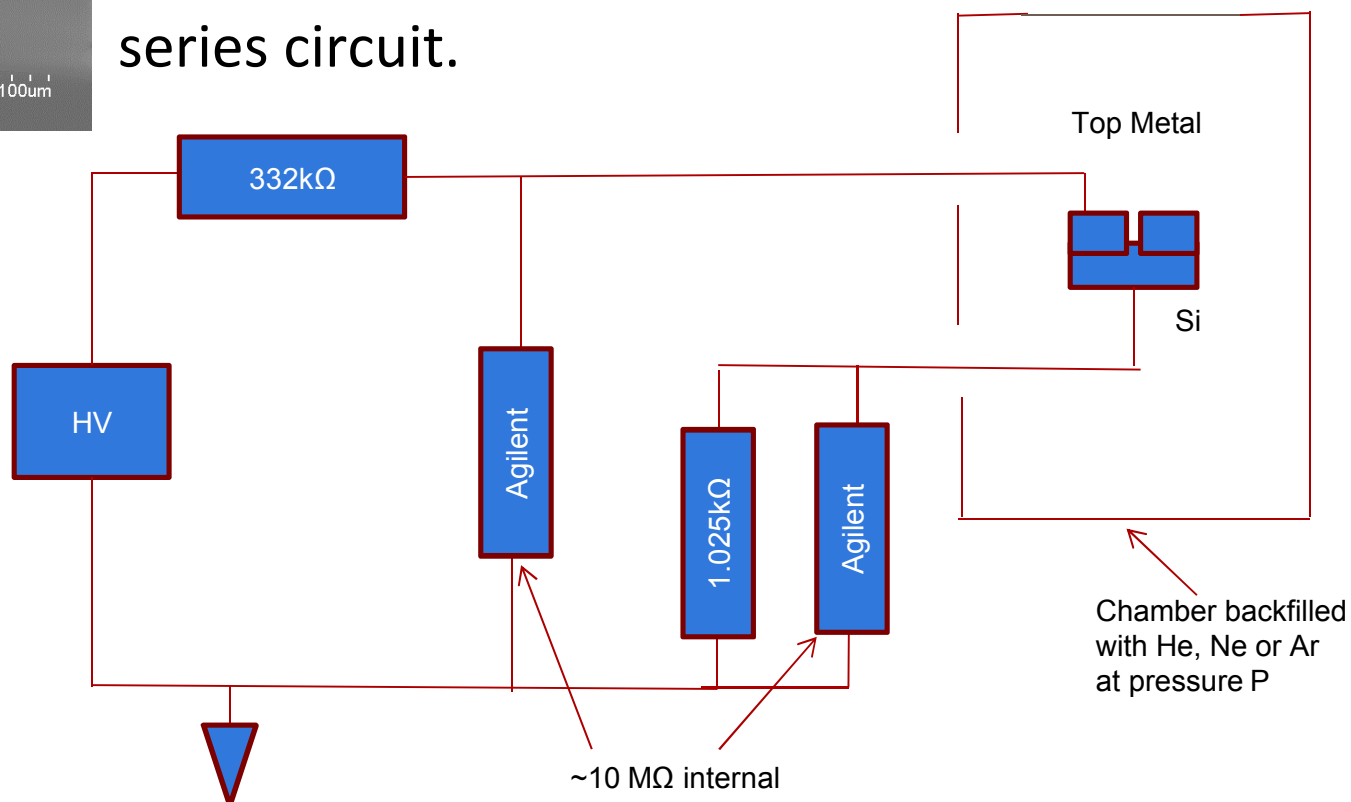 series circuit.
100um
Top Metal
332kΩ
Si
HV
Agilent
1.025kΩ
Agilent
Chamber backfilled
with He, Ne or Ar
at pressure P
~10 MΩ internal